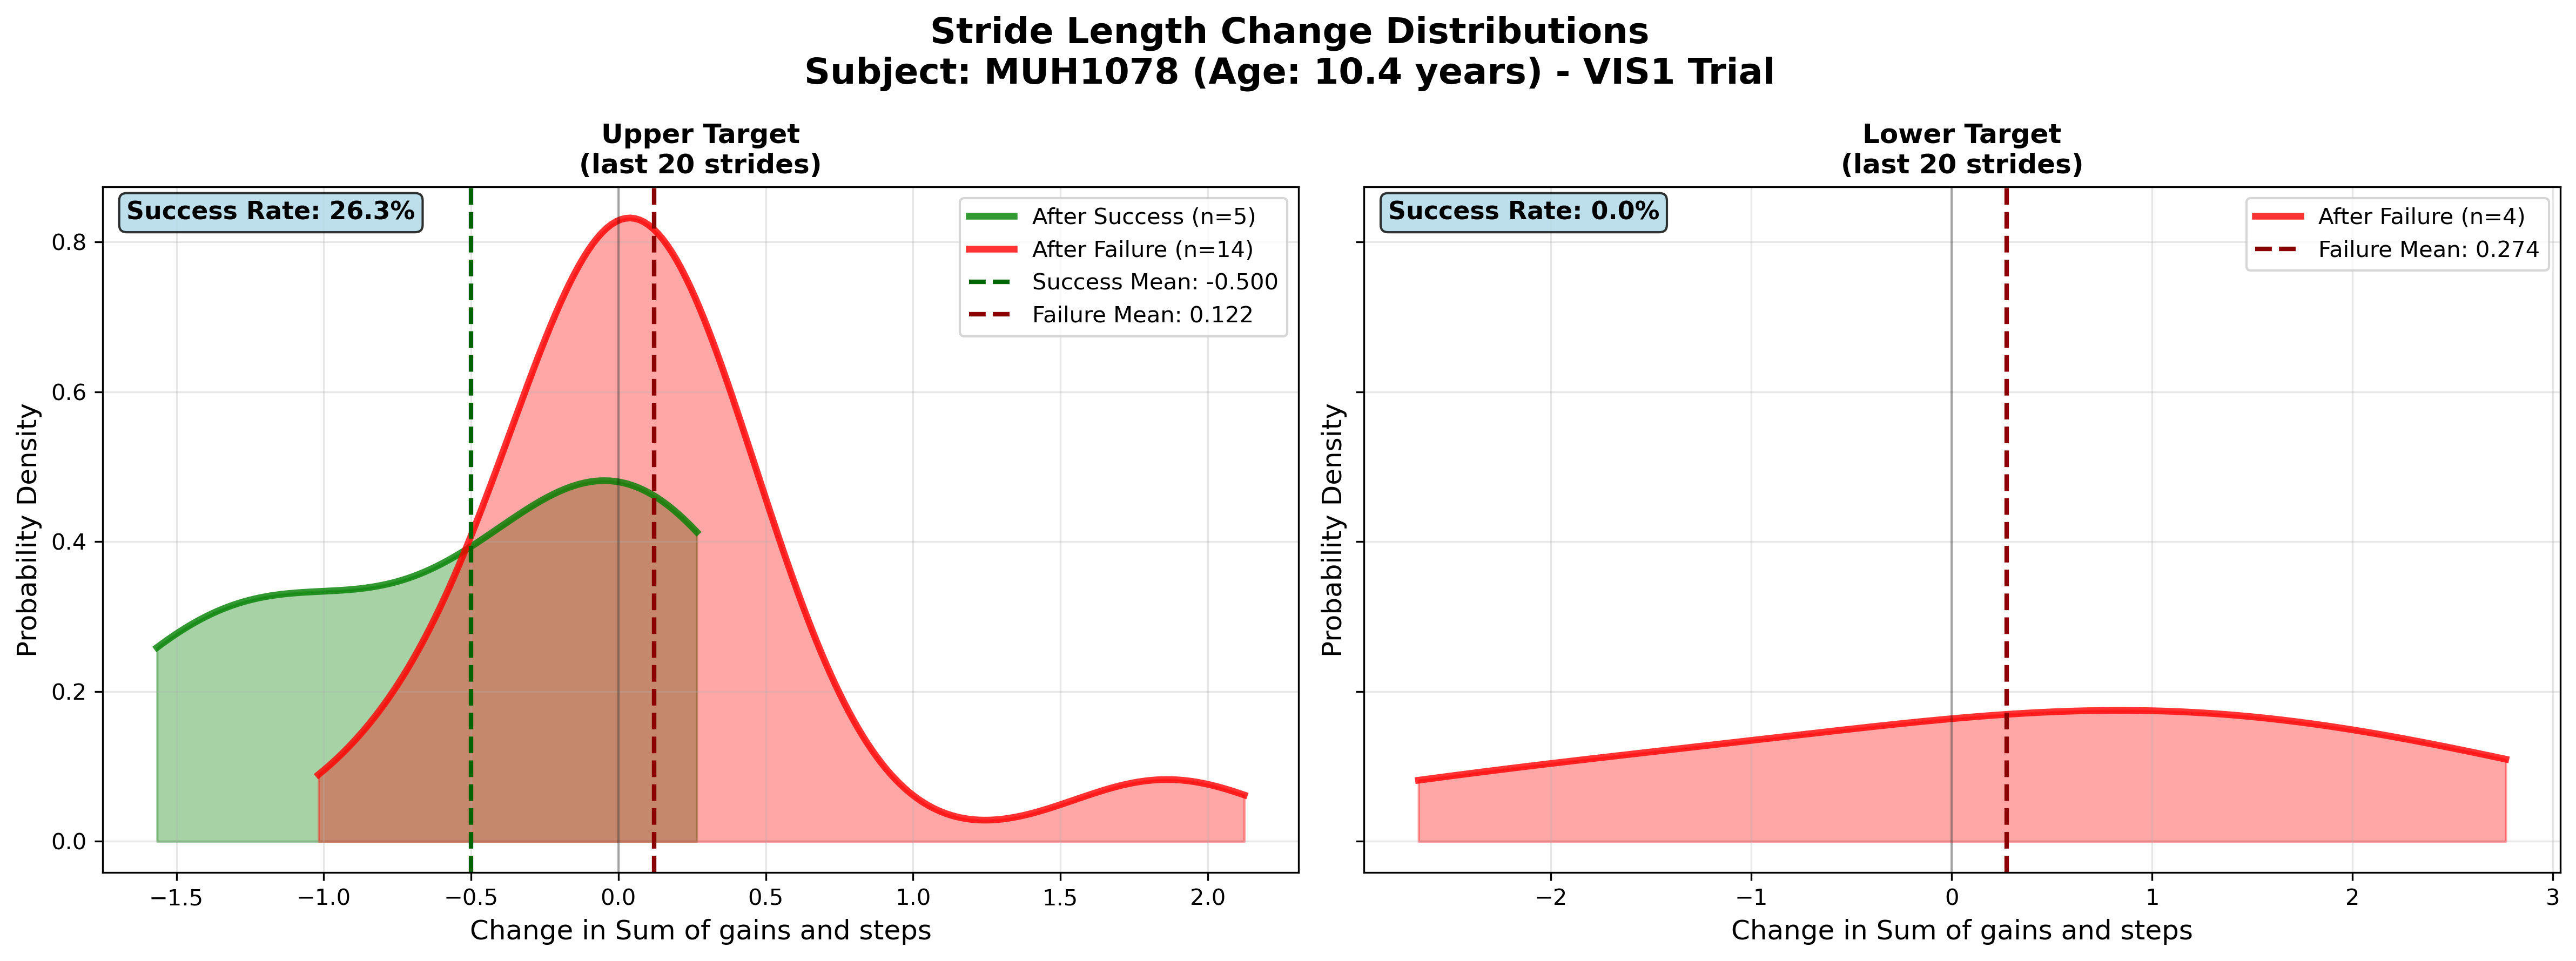 Stride Length Change Distributions
Subject: MUH1078 (Age: 10.4 years) - VIS1 Trial
Upper Target
(last 20 strides)
Success Rate: 26.3%
After Success (n=5)
After Failure (n=14)
Success Mean: -0.500
Failure Mean: 0.122
Probability Density
0.8
0.6
0.4
0.2
0.0
−1.5 −1.0 −0.5 0.0 0.5 1.0 1.5 2.0
Change in Sum of gains and steps
Lower Target
(last 20 strides)
Success Rate: 0.0%
After Failure (n=4)
Failure Mean: 0.274
Probability Density
−2 −1 0 1 2 3
Change in Sum of gains and steps